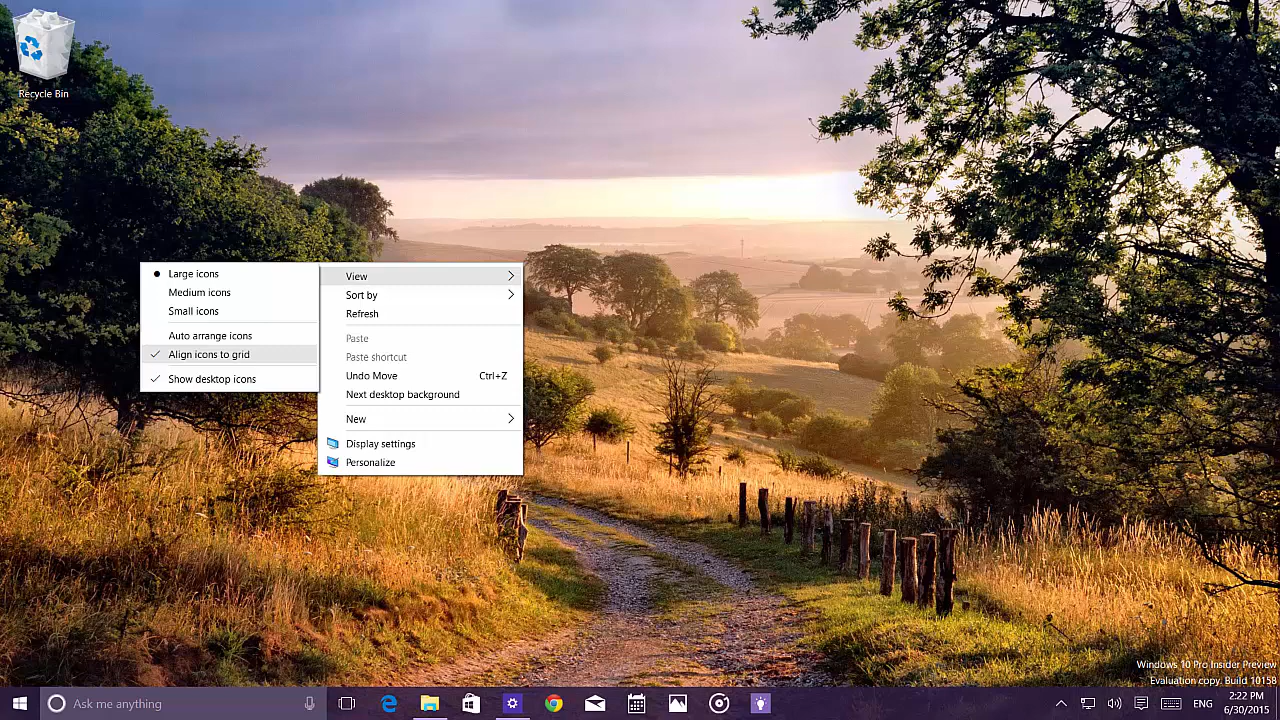 Recycle Bin
Large icons
Medium icons
Small icons
Auto arrange icons
Align icons to grid
Show desktop icons
View
Sort by
Refresh
Paste
Paste shortcut
Undo Move Ctrl+Z
Next desktop background
New
Display settings
Personalize
Windows 10 Pro Insider Preview
Evaluation copy. Build 10158
Ask me anything
ENG
2:22 PM
6/30/2015